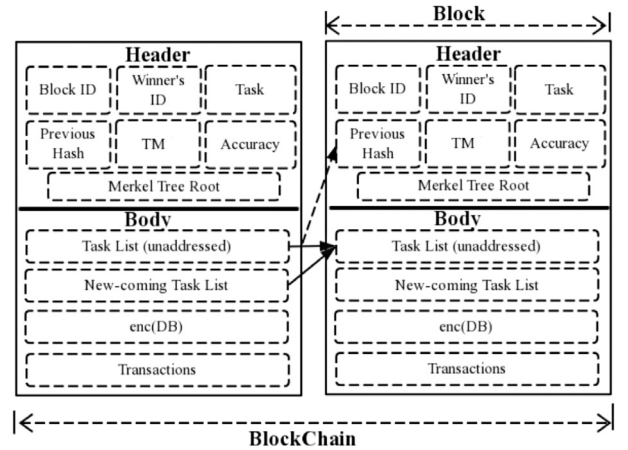 Block
Header
Block ID
Winner's
ID
Task
Previous
Hash
TM
Accuracy
Merkel Tree Root
Body
Task List (unaddressed)
New-coming Task List
enc(DB)
Transactions
Header
Block ID
Winner's
ID
Task
Previous
Hash
TM
Accuracy
Merkel Tree Root
Body
Task List (unaddressed)
New-coming Task List
enc(DB)
Transactions
BlockChain